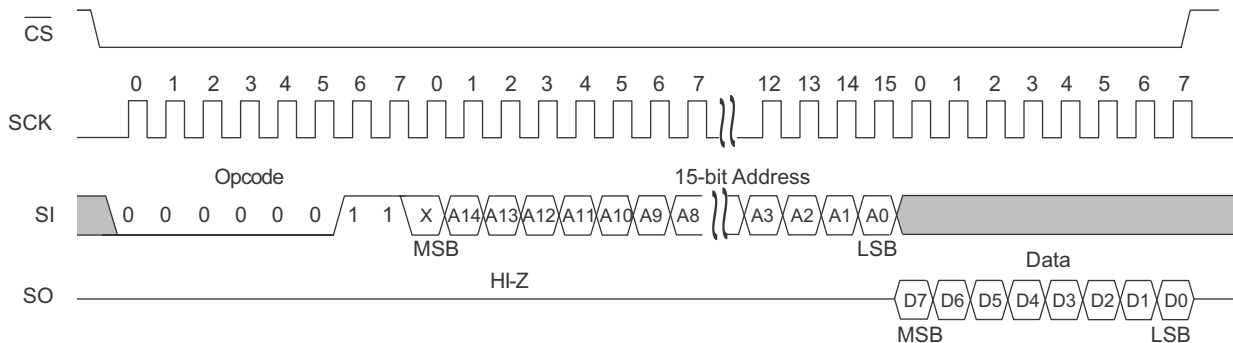 CS
0 1 2 3 4 5 6 7 0 1 2 3 4 5 6 7 12 13 14 15 0 1 2 3 4 5 6 7
SCK
Opcode 15-bit Address
SI 0 0 0 0 0 0 1 1 X A14 A13 A12 A11 A10 A9 A8 A3 A2 A1 A0
MSB LSB
HI-Z Data
SO D7 D6 D5 D4 D3 D2 D1 D0
MSB LSB